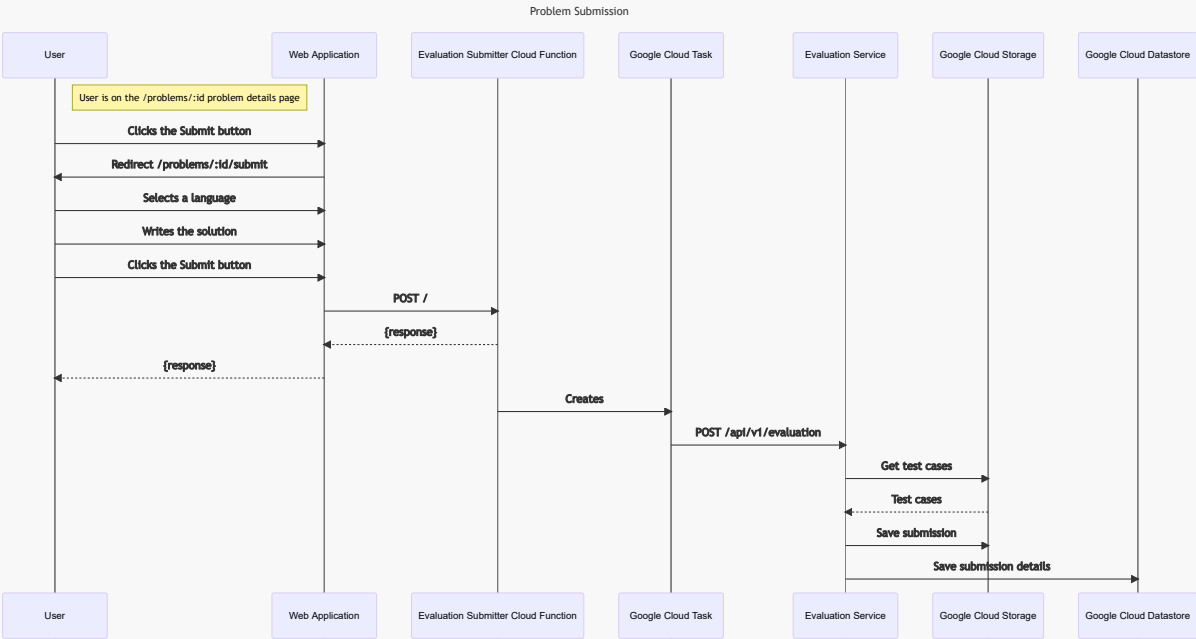 Problem Submission
User
Web Application
Evaluation Submitter Cloud Function
Google Cloud Task
Evaluation Service
Google Cloud Storage
Google Cloud Datastore
User is on the /problems/:id problem details page
Clicks the Submit button
Redirect /problems/:id/submit
Selects a language
Writes the solution
Clicks the Submit button
POST /
{response}
{response}
Creates
POST /api/v1/evaluation
Get test cases
Test cases
Save submission
Save submission details
User
Web Application
Evaluation Submitter Cloud Function
Google Cloud Task
Evaluation Service
Google Cloud Storage
Google Cloud Datastore